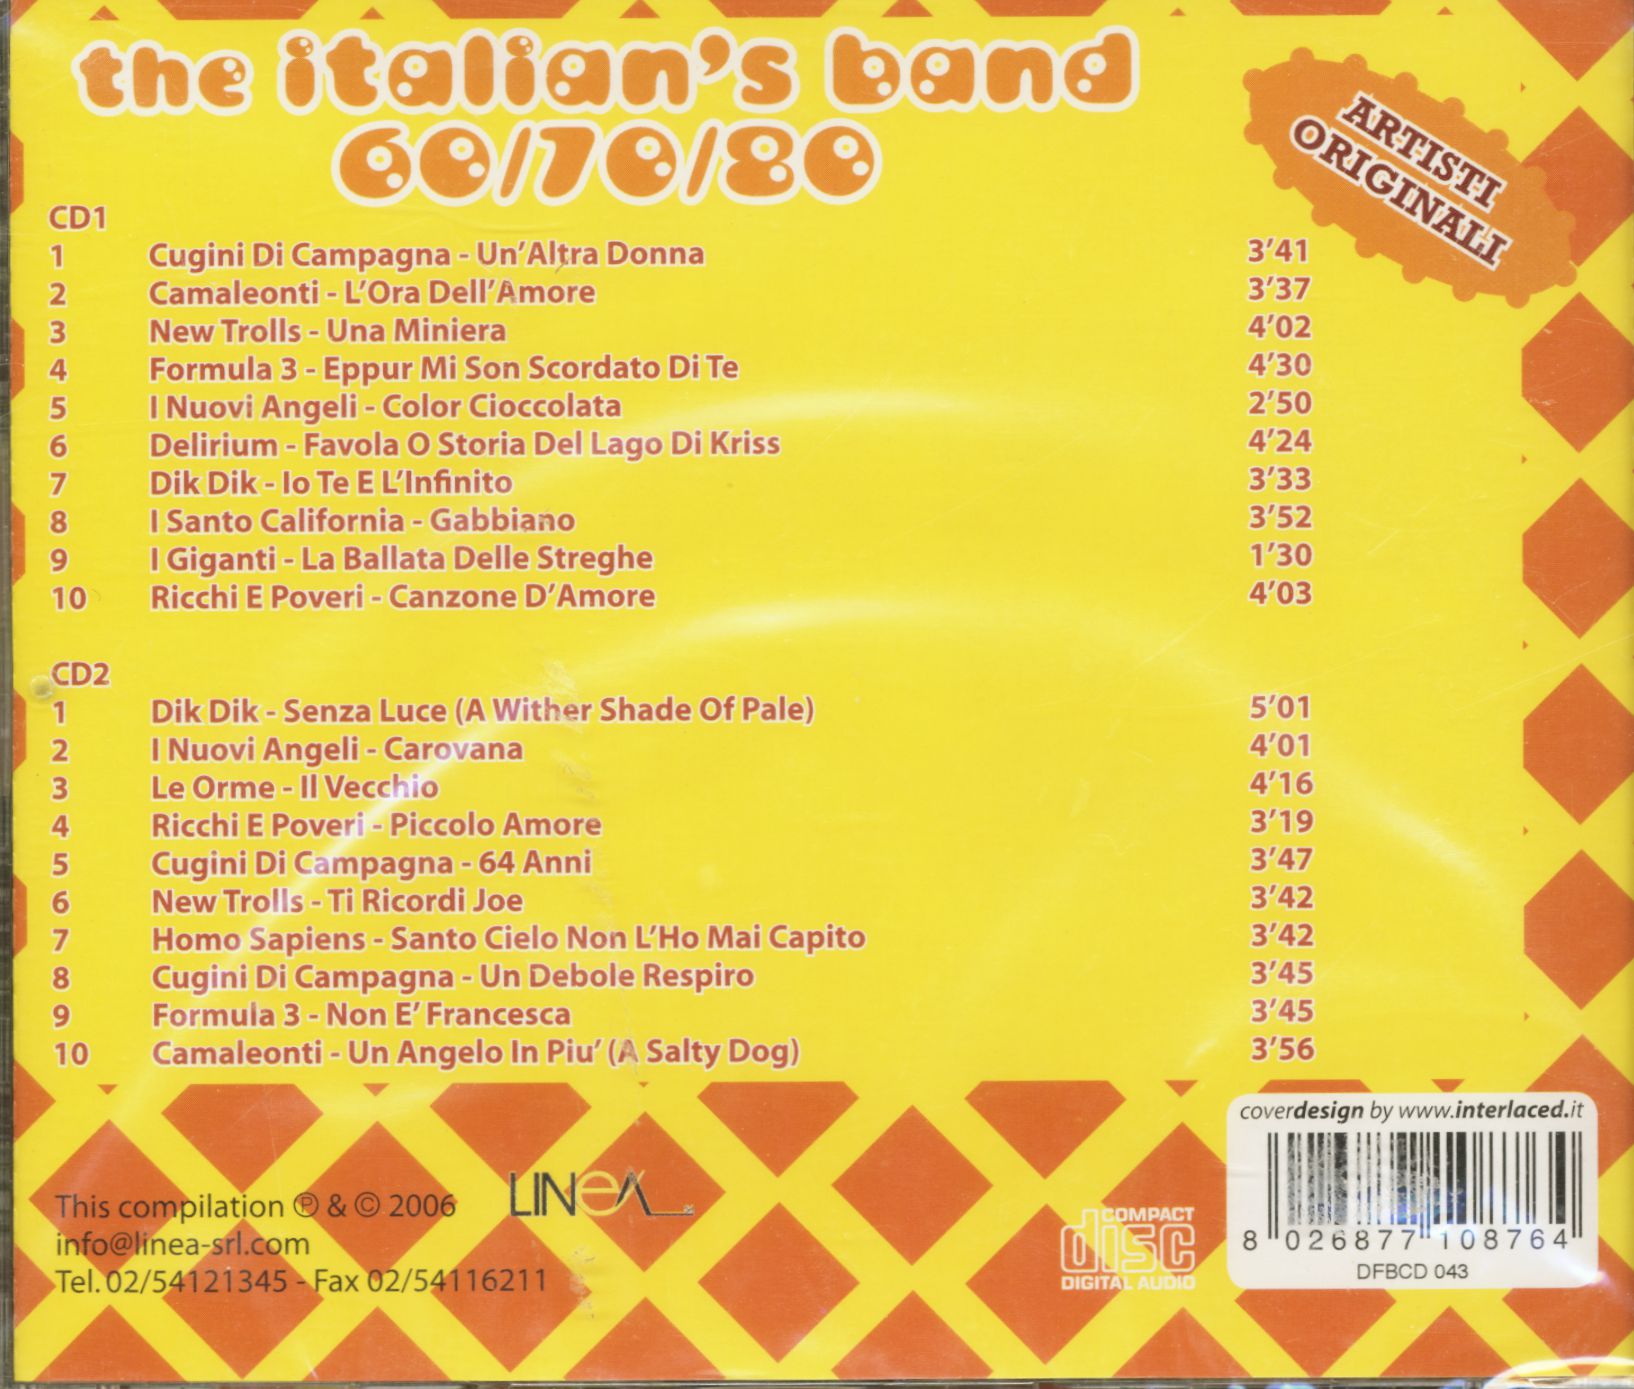 the italian's band
60/70/80
ARTISTI
ORIGINALI
CD1
1 Cugini Di Campagna - Un'Altra Donna 3'41
2 Camaleonti - L'Ora Dell'Amore 3'37
3 New Trolls - Una Miniera 4'02
4 Formula 3 - Eppur Mi Son Scordato Di Te 4'30
5 I Nuovi Angeli - Color Cioccolata 2'50
6 Delirium - Favola O Storia Del Lago Di Kriss 4'24
7 Dik Dik - Io Te E L'Infinito 3'33
8 I Santo California - Gabbiano 3'52
9 I Giganti - La Ballata Delle Streghe 1'30
10 Ricchi E Poveri - Canzone D'Amore 4'03
CD2
1 Dik Dik - Senza Luce (A Wither Shade Of Pale) 5'01
2 I Nuovi Angeli - Carovana 4'01
3 Le Orme - Il Vecchio 4'16
4 Ricchi E Poveri - Piccolo Amore 3'19
5 Cugini Di Campagna - 64 Anni 3'47
6 New Trolls - Ti Ricordi Joe 3'42
7 Homo Sapiens - Santo Cielo Non L'Ho Mai Capito 3'42
8 Cugini Di Campagna - Un Debole Respiro 3'45
9 Formula 3 - Non E' Francesca 3'45
10 Camaleonti - Un Angelo In Piu' (A Salty Dog) 3'56
coverdesign by www.interlaced.it
8 026877 108764
DFBCD 043
This compilation ℗ & © 2006
info@linea-srl.com
Tel. 02/54121345 - Fax 02/54116211
LINEA
COMPACT
disc
DIGITAL AUDIO